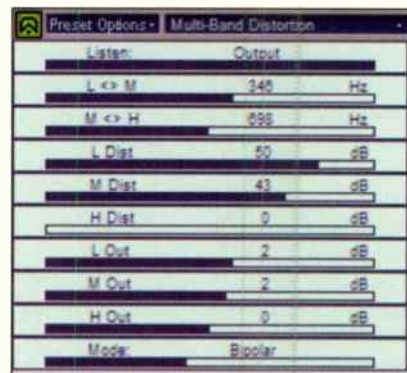 Preset Options Multi-Band Distortion
Listen: Output
L <> M 346 Hz
M <> H 698 Hz
L Dist 50 dB
M Dist 43 dB
H Dist 0 dB
L Out 2 dB
M Out 2 dB
H Out 0 dB
Mode: Bipolar